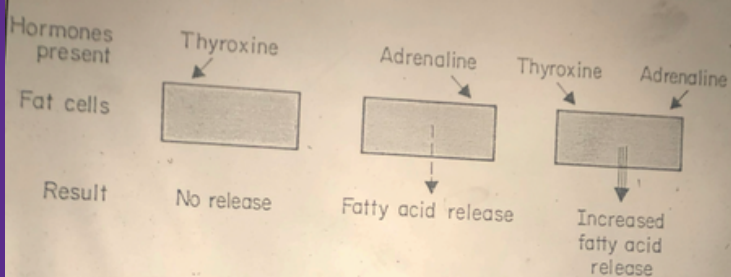 Hormones
present
Thyroxine
Adrenaline
Thyroxine
Adrenaline
Fat cells
Result
No release
Fatty acid release
Increased
fatty acid
release